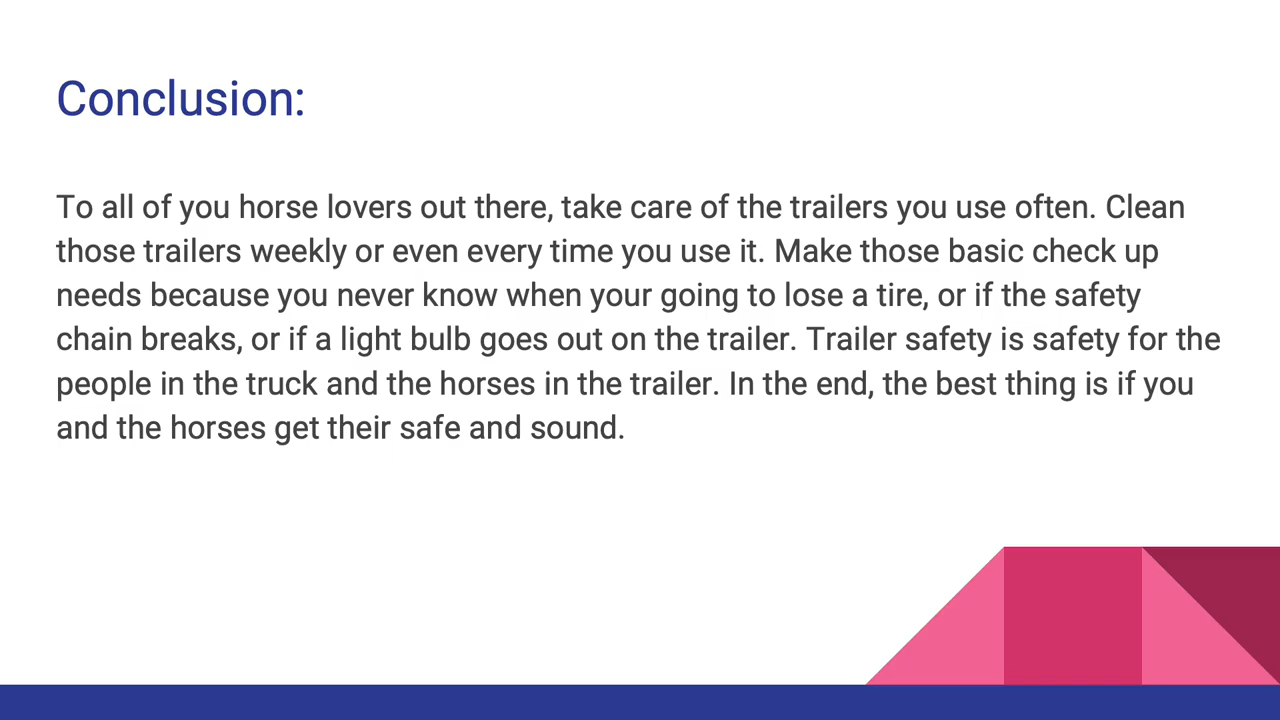 Conclusion:
To all of you horse lovers out there, take care of the trailers you use often. Clean
those trailers weekly or even every time you use it. Make those basic check up
needs because you never know when your going to lose a tire, or if the safety
chain breaks, or if a light bulb goes out on the trailer. Trailer safety is safety for the
people in the truck and the horses in the trailer. In the end, the best thing is if you
and the horses get their safe and sound.